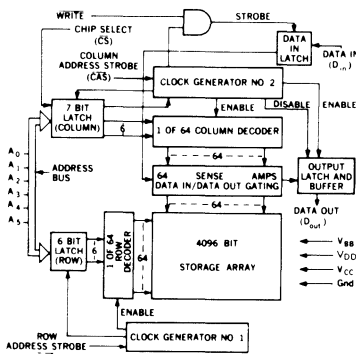 WRITE
STROBE
CHIP SELECT
(CS)
DATA
IN
LATCH
DATA IN
(Din)
COLUMN
ADDRESS STROBE
(CAS)
CLOCK GENERATOR NO 2
ENABLE
DISABLE
ENABLE
7 BIT
LATCH
(COLUMN)
6
1 OF 64 COLUMN DECODER
64
A0
A1
A2
A3
A4
A5
ADDRESS
BUS
64
SENSE AMPS
DATA IN/DATA OUT GATING
OUTPUT
LATCH AND
BUFFER
64
DATA OUT
(Dout)
6 BIT
LATCH
(ROW)
6
1 OF 64
ROW
DECODER
64
4096 BIT
STORAGE ARRAY
VBB
VDD
VCC
Gnd
ENABLE
ROW
ADDRESS STROBE
CLOCK GENERATOR NO 1